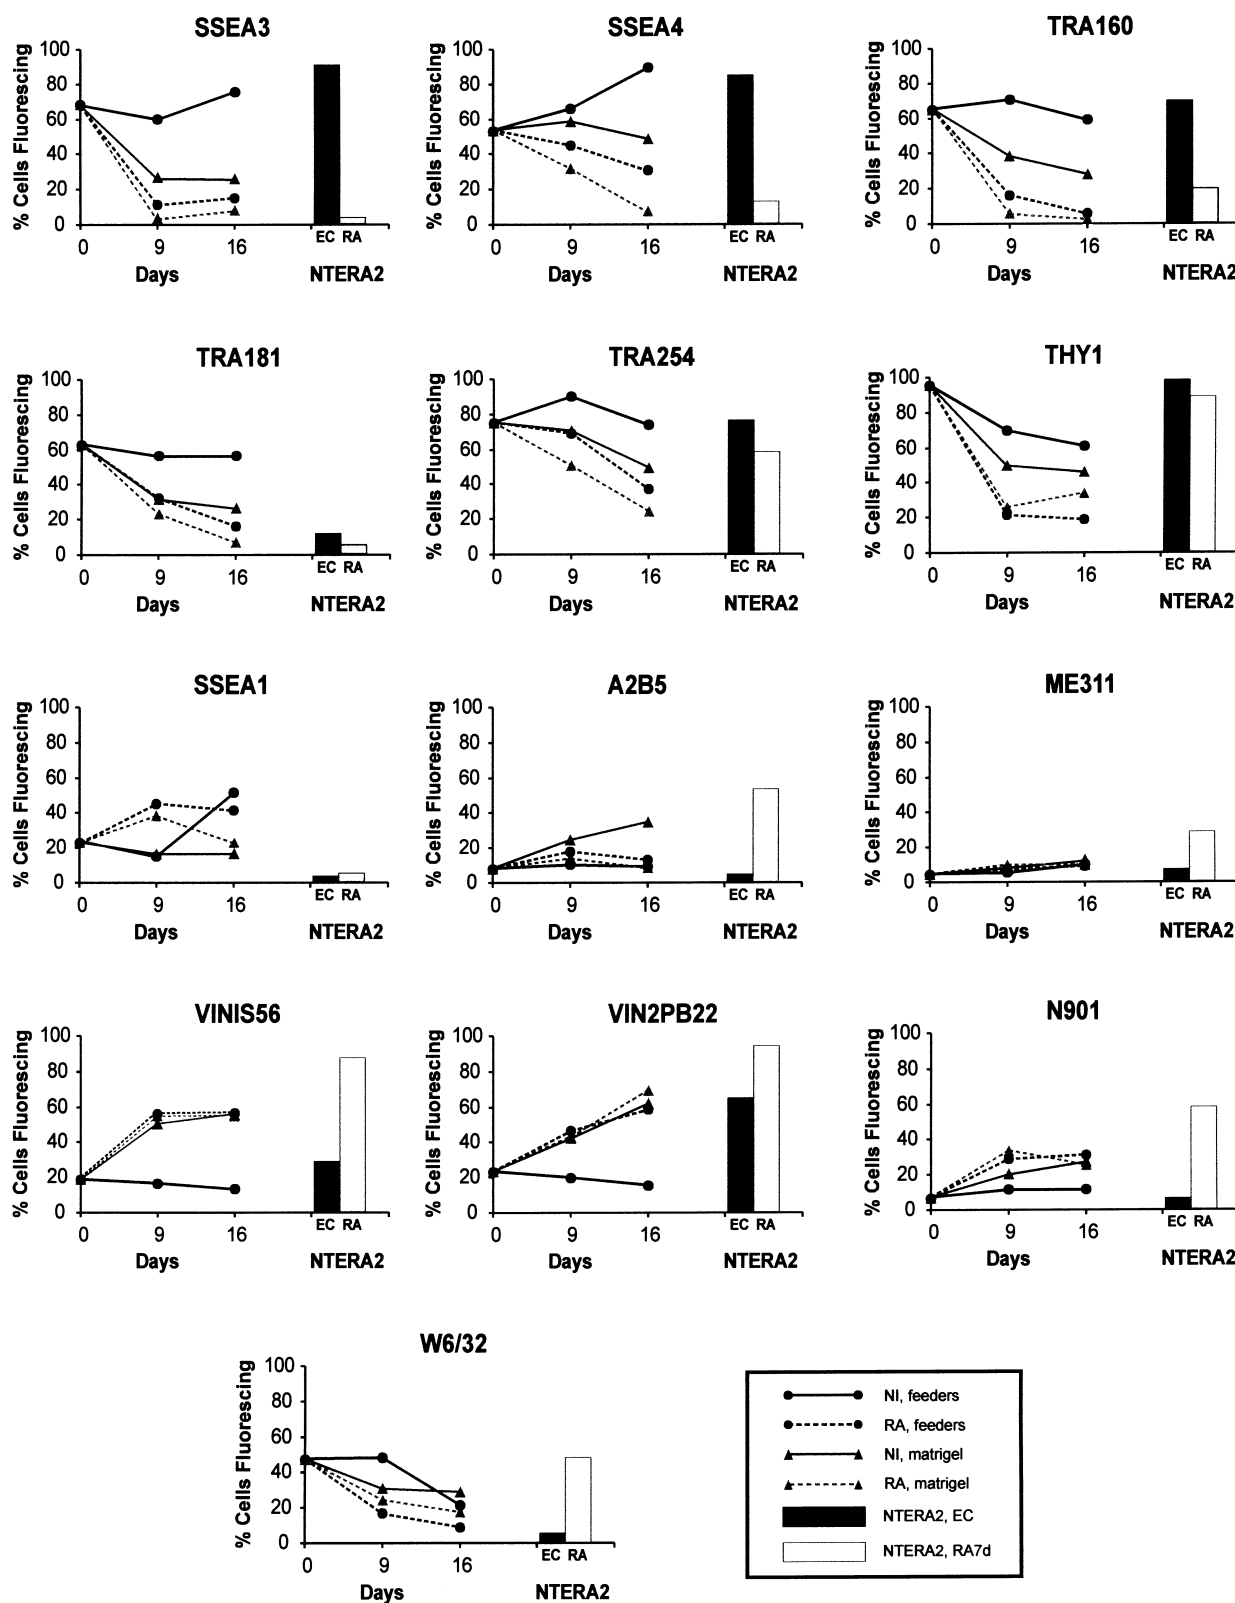 SSEA3
SSEA4
TRA160
% Cells Fluorescing
100
80
60
40
20
0
0 9 16
Days
EC RA
NTERA2
% Cells Fluorescing
100
80
60
40
20
0
0 9 16
Days
EC RA
NTERA2
% Cells Fluorescing
100
80
60
40
20
0
0 9 16
Days
EC RA
NTERA2
TRA181
TRA254
THY1
% Cells Fluorescing
100
80
60
40
20
0
0 9 16
Days
EC RA
NTERA2
% Cells Fluorescing
100
80
60
40
20
0
0 9 16
Days
EC RA
NTERA2
% Cells Fluorescing
100
80
60
40
20
0
0 9 16
Days
EC RA
NTERA2
SSEA1
A2B5
ME311
% Cells Fluorescing
100
80
60
40
20
0
0 9 16
Days
EC RA
NTERA2
% Cells Fluorescing
100
80
60
40
20
0
0 9 16
Days
EC RA
NTERA2
% Cells Fluorescing
100
80
60
40
20
0
0 9 16
Days
EC RA
NTERA2
VINIS56
VIN2PB22
N901
% Cells Fluorescing
100
80
60
40
20
0
0 9 16
Days
EC RA
NTERA2
% Cells Fluorescing
100
80
60
40
20
0
0 9 16
Days
EC RA
NTERA2
% Cells Fluorescing
100
80
60
40
20
0
0 9 16
Days
EC RA
NTERA2
W6/32
% Cells Fluorescing
100
80
60
40
20
0
0 9 16
Days
EC RA
NTERA2
NI, feeders
RA, feeders
NI, matrigel
RA, matrigel
NTERA2, EC
NTERA2, RA7d